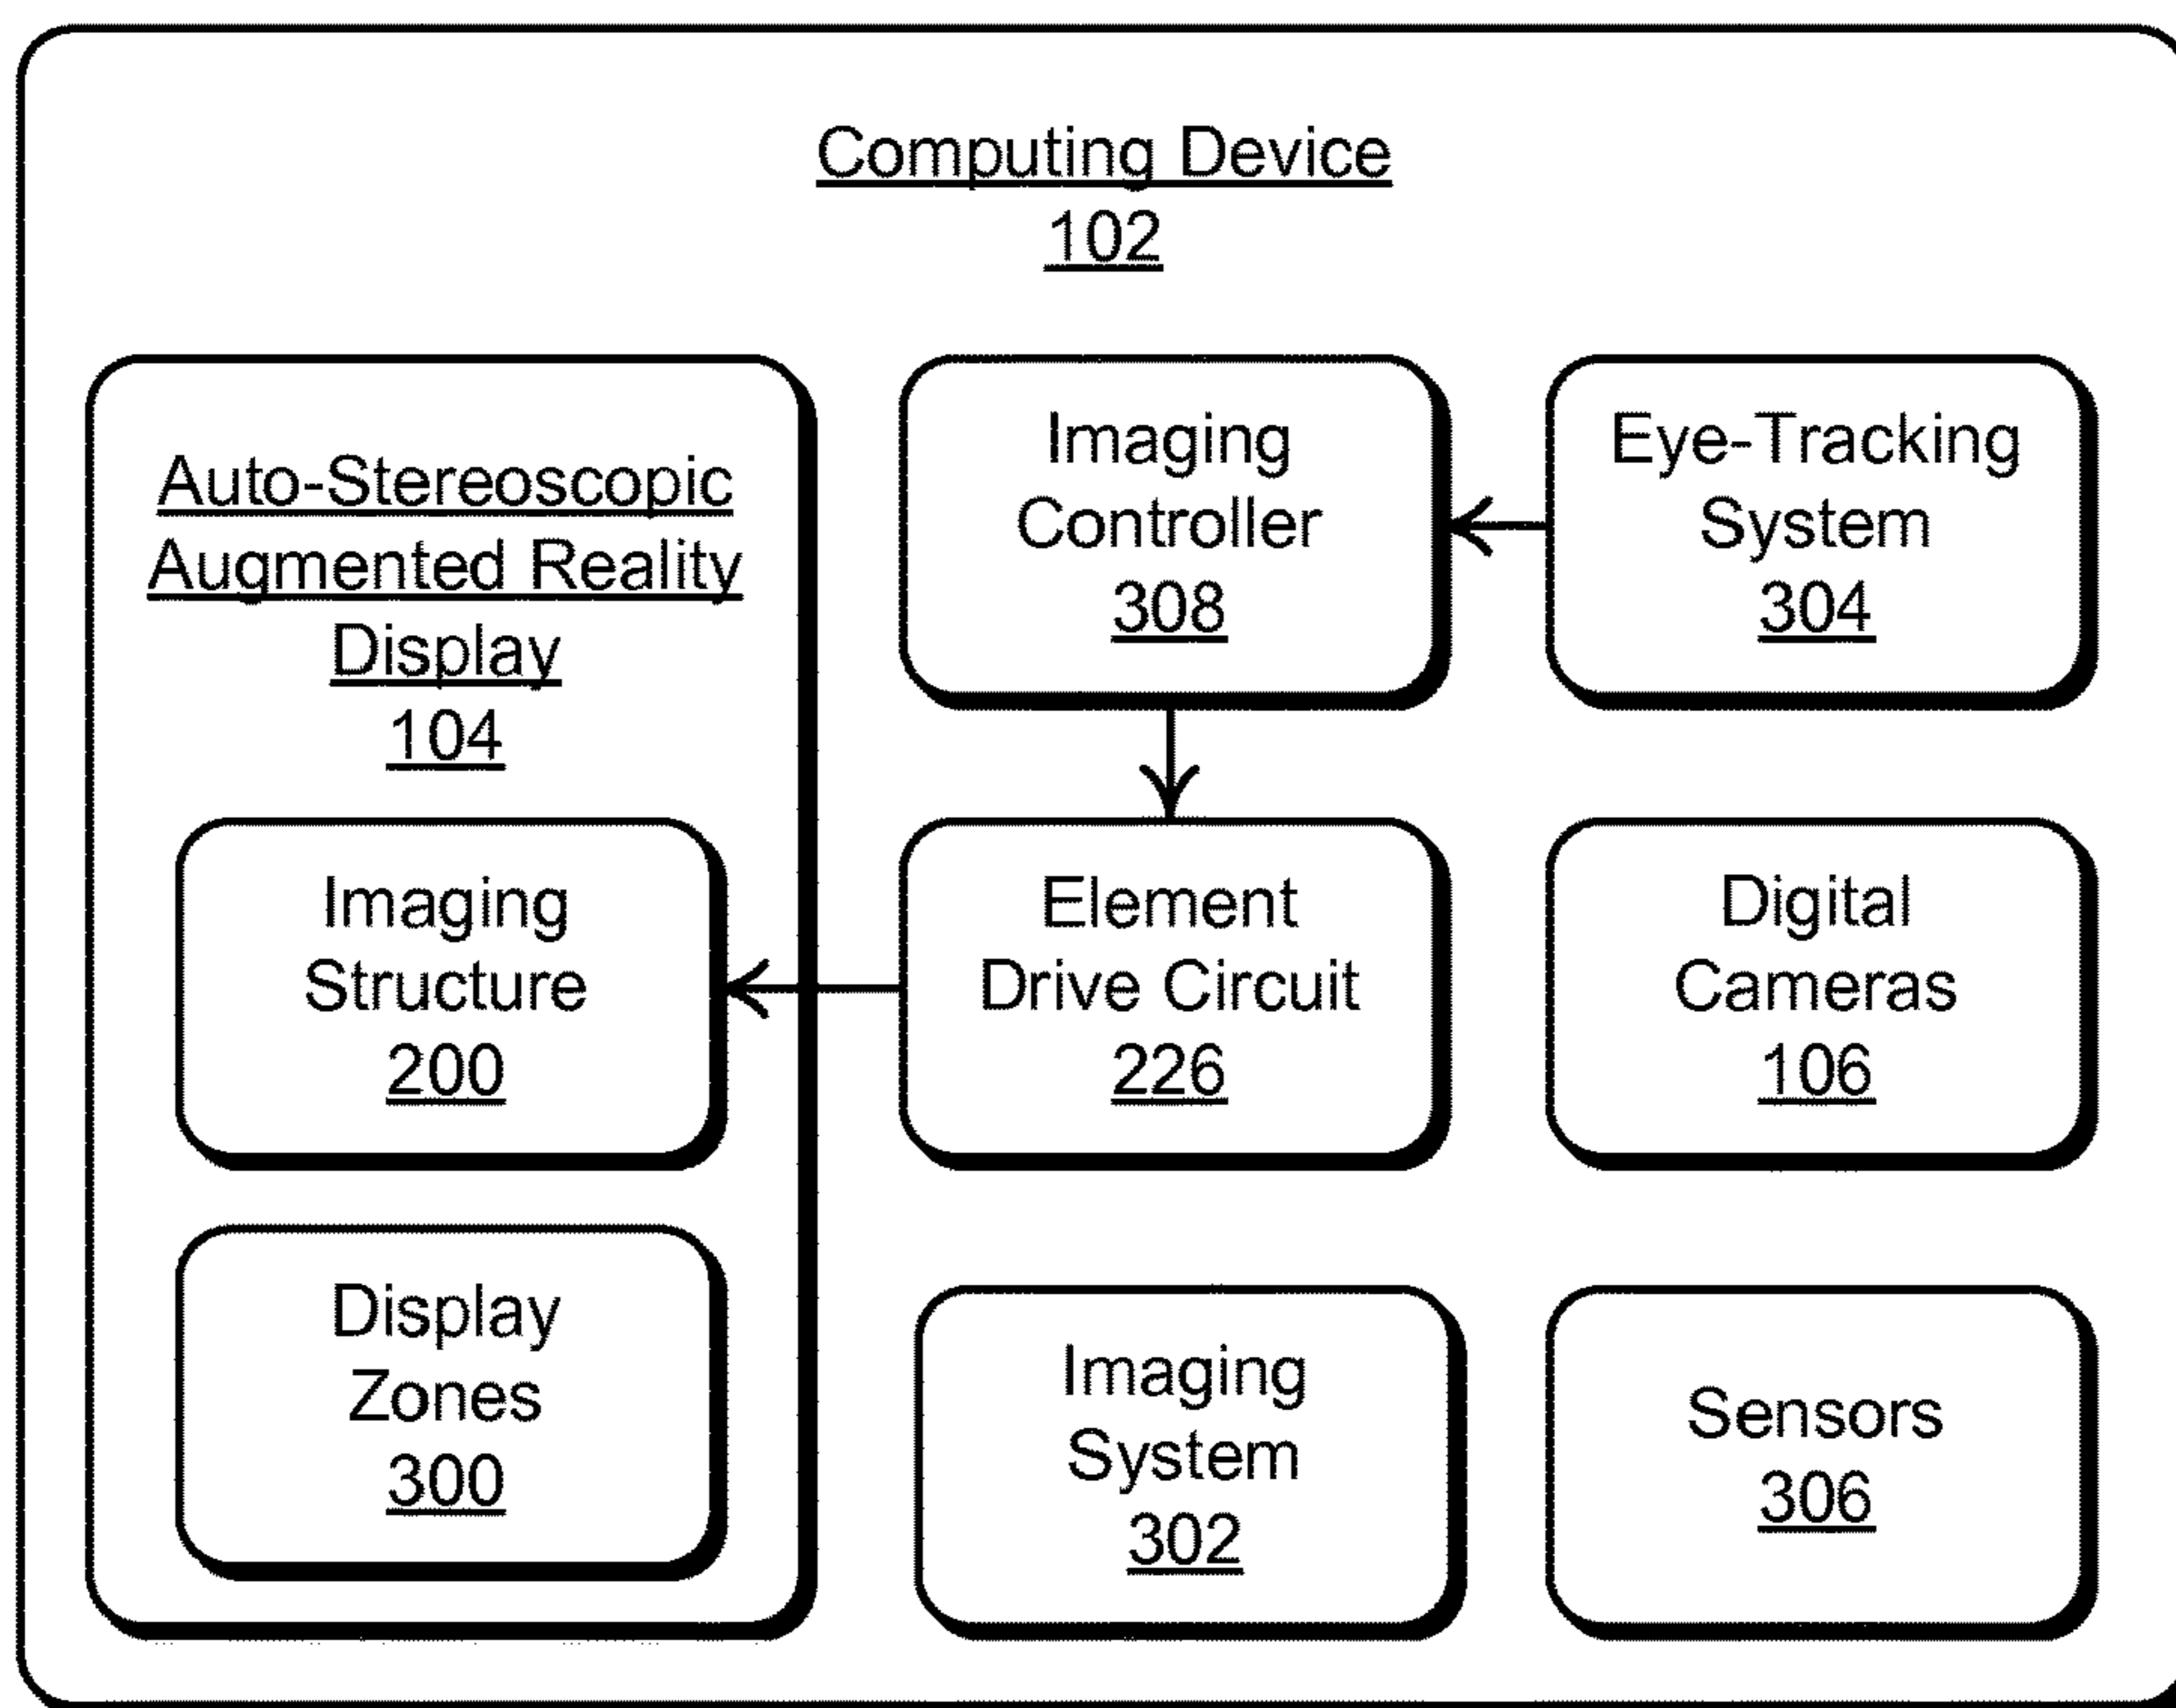 Computing Device
102
Auto-Stereoscopic
Augmented Reality
Display
104
Imaging
Structure
200
Display
Zones
300
Imaging
Controller
308
Element
Drive Circuit
226
Imaging
System
302
Eye-Tracking
System
304
Digital
Cameras
106
Sensors
306